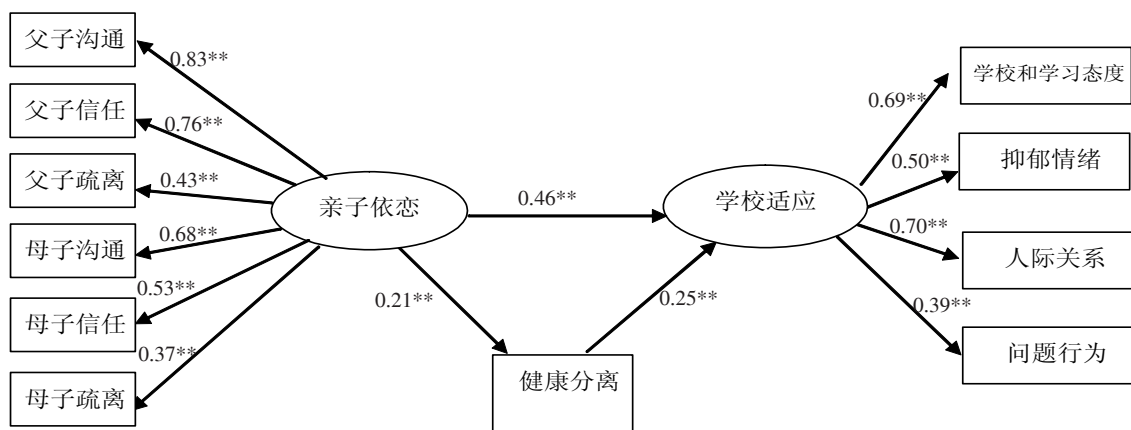 父子沟通
0.83**
学校和学习态度
父子信任
0.76**
0.69**
抑郁情绪
0.50**
父子疏离
0.43**
亲子依恋
0.46**
学校适应
母子沟通
0.68**
0.70**
人际关系
母子信任
0.53**
0.21**
0.25**
0.39**
问题行为
0.37**
母子疏离
健康分离